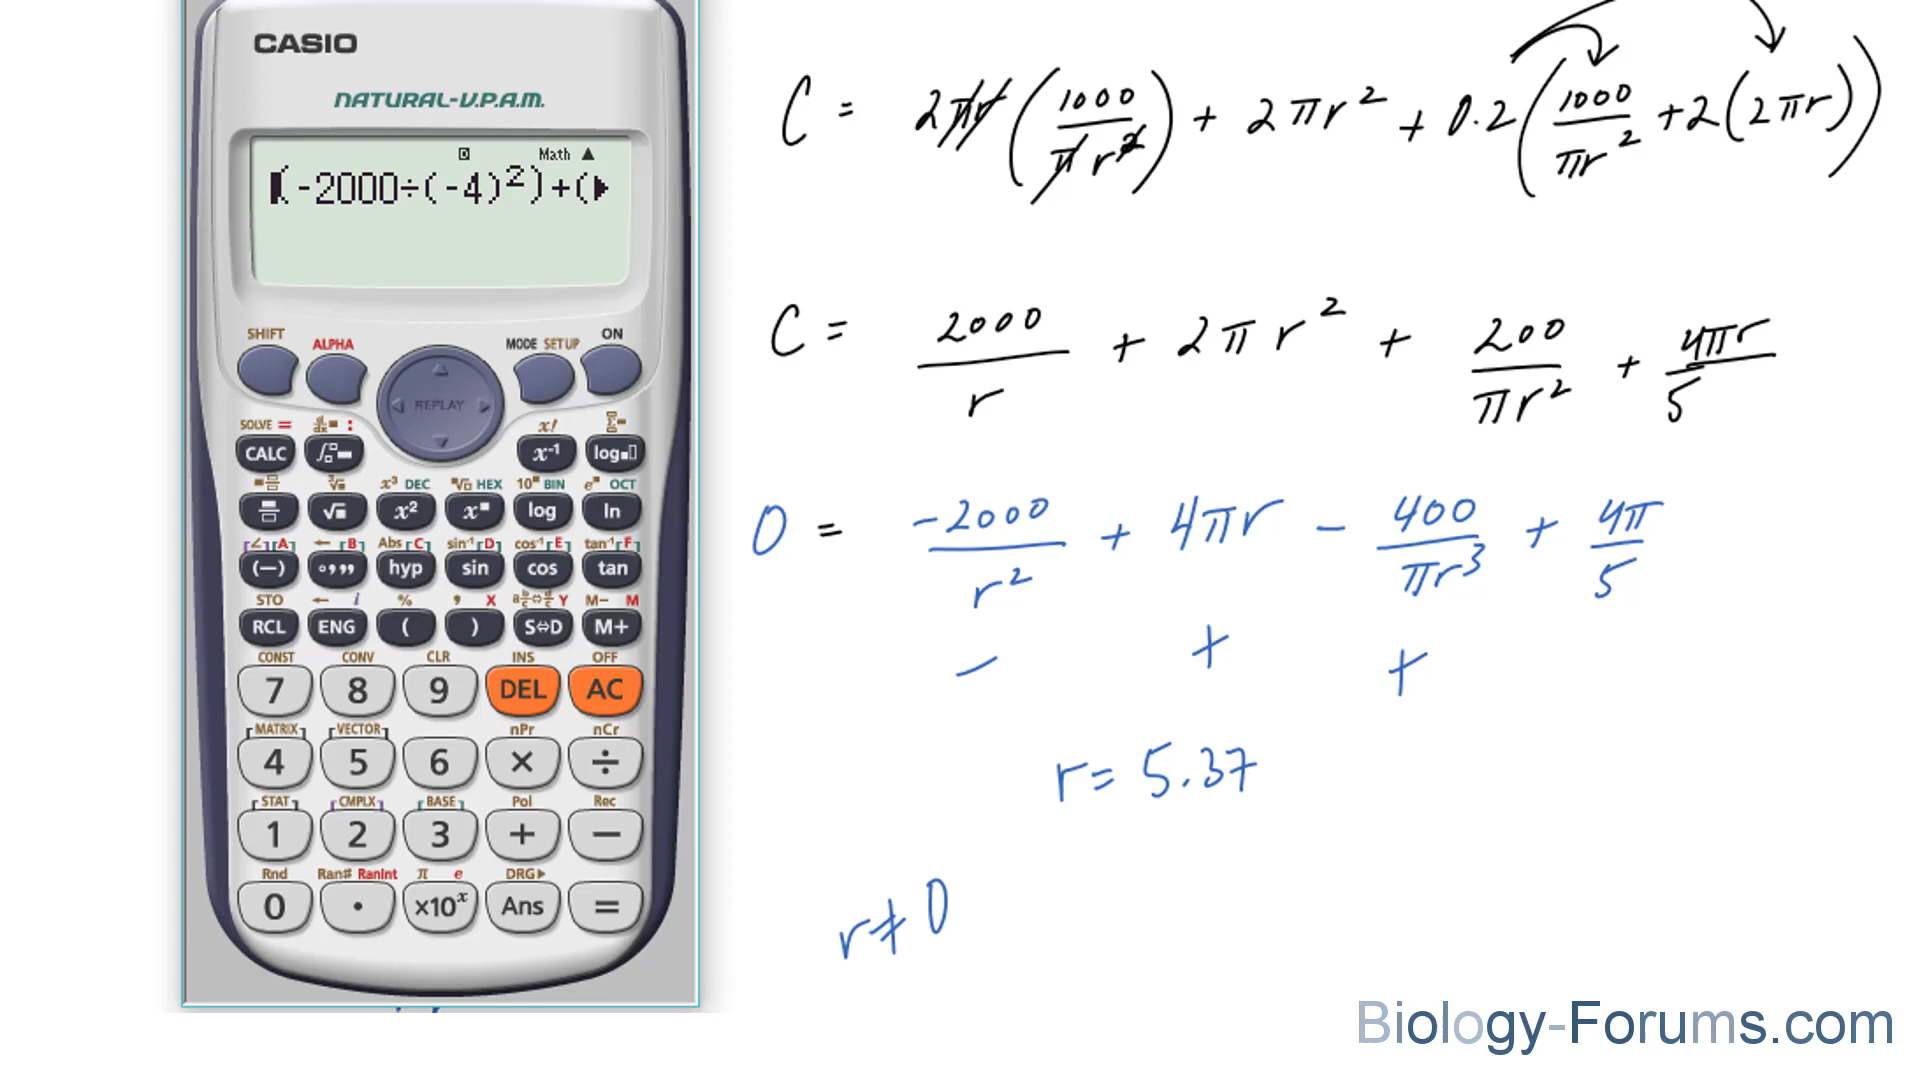 CASIO
NATURAL-V.P.A.M.
D Math ▲
(-2000÷(-4)²)+(▶
SHIFT ALPHA MODE SETUP ON
REPLAY
SOLVE = d/dx : x! Σ
CALC ∫ x⁻¹ log
x³ DEC HEX 10 BIN e OCT
√ x² x log ln
∠ A ← B Abs C sin⁻¹ D cos⁻¹ E tan⁻¹ F
(−) °,,, hyp sin cos tan
STO ← i % , X a b/c⇔d/c Y M− M
RCL ENG ( ) S⇔D M+
CONST CONV CLR INS OFF
7 8 9 DEL AC
MATRIX VECTOR nPr nCr
4 5 6 × ÷
STAT CMPLX BASE Pol Rec
1 2 3 + −
Rnd Ran# RanInt π e DRG▶
0 . ×10ˣ Ans =
C = 2πr(1000/πr²) + 2πr² + 0.2(1000/πr² + 2(2πr))
C = 2000/r + 2πr² + 200/πr² + 4πr/5
0 = -2000/r² + 4πr - 400/πr³ + 4π/5
− + +
r = 5.37
r ≠ 0
Biology-Forums.com